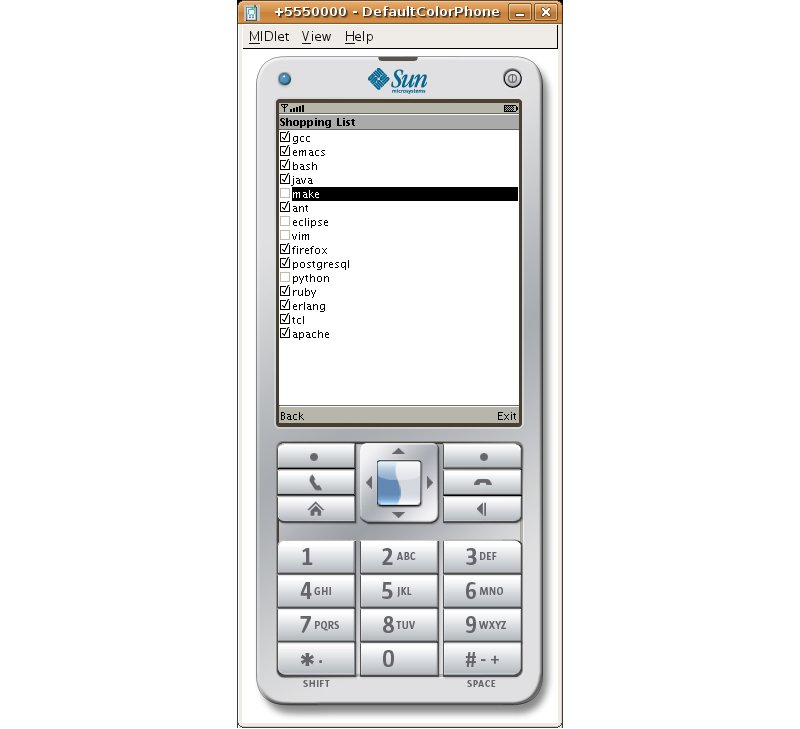 +5550000 - DefaultColorPhone
MIDlet View Help
Sun
microsystems
Shopping List
gcc
emacs
bash
java
make
ant
eclipse
vim
firefox
postgresql
python
ruby
erlang
tcl
apache
Back Exit
1 2 ABC 3 DEF
4 GHI 5 JKL 6 MNO
7 PQRS 8 TUV 9 WXYZ
* . 0 # - +
SHIFT SPACE